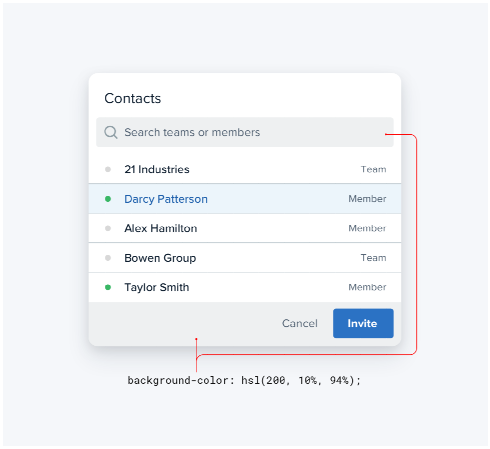 Contacts
Search teams or members
21 Industries Team
Darcy Patterson Member
Alex Hamilton Member
Bowen Group Team
Taylor Smith Member
Cancel Invite
background-color: hsl(200, 10%, 94%);